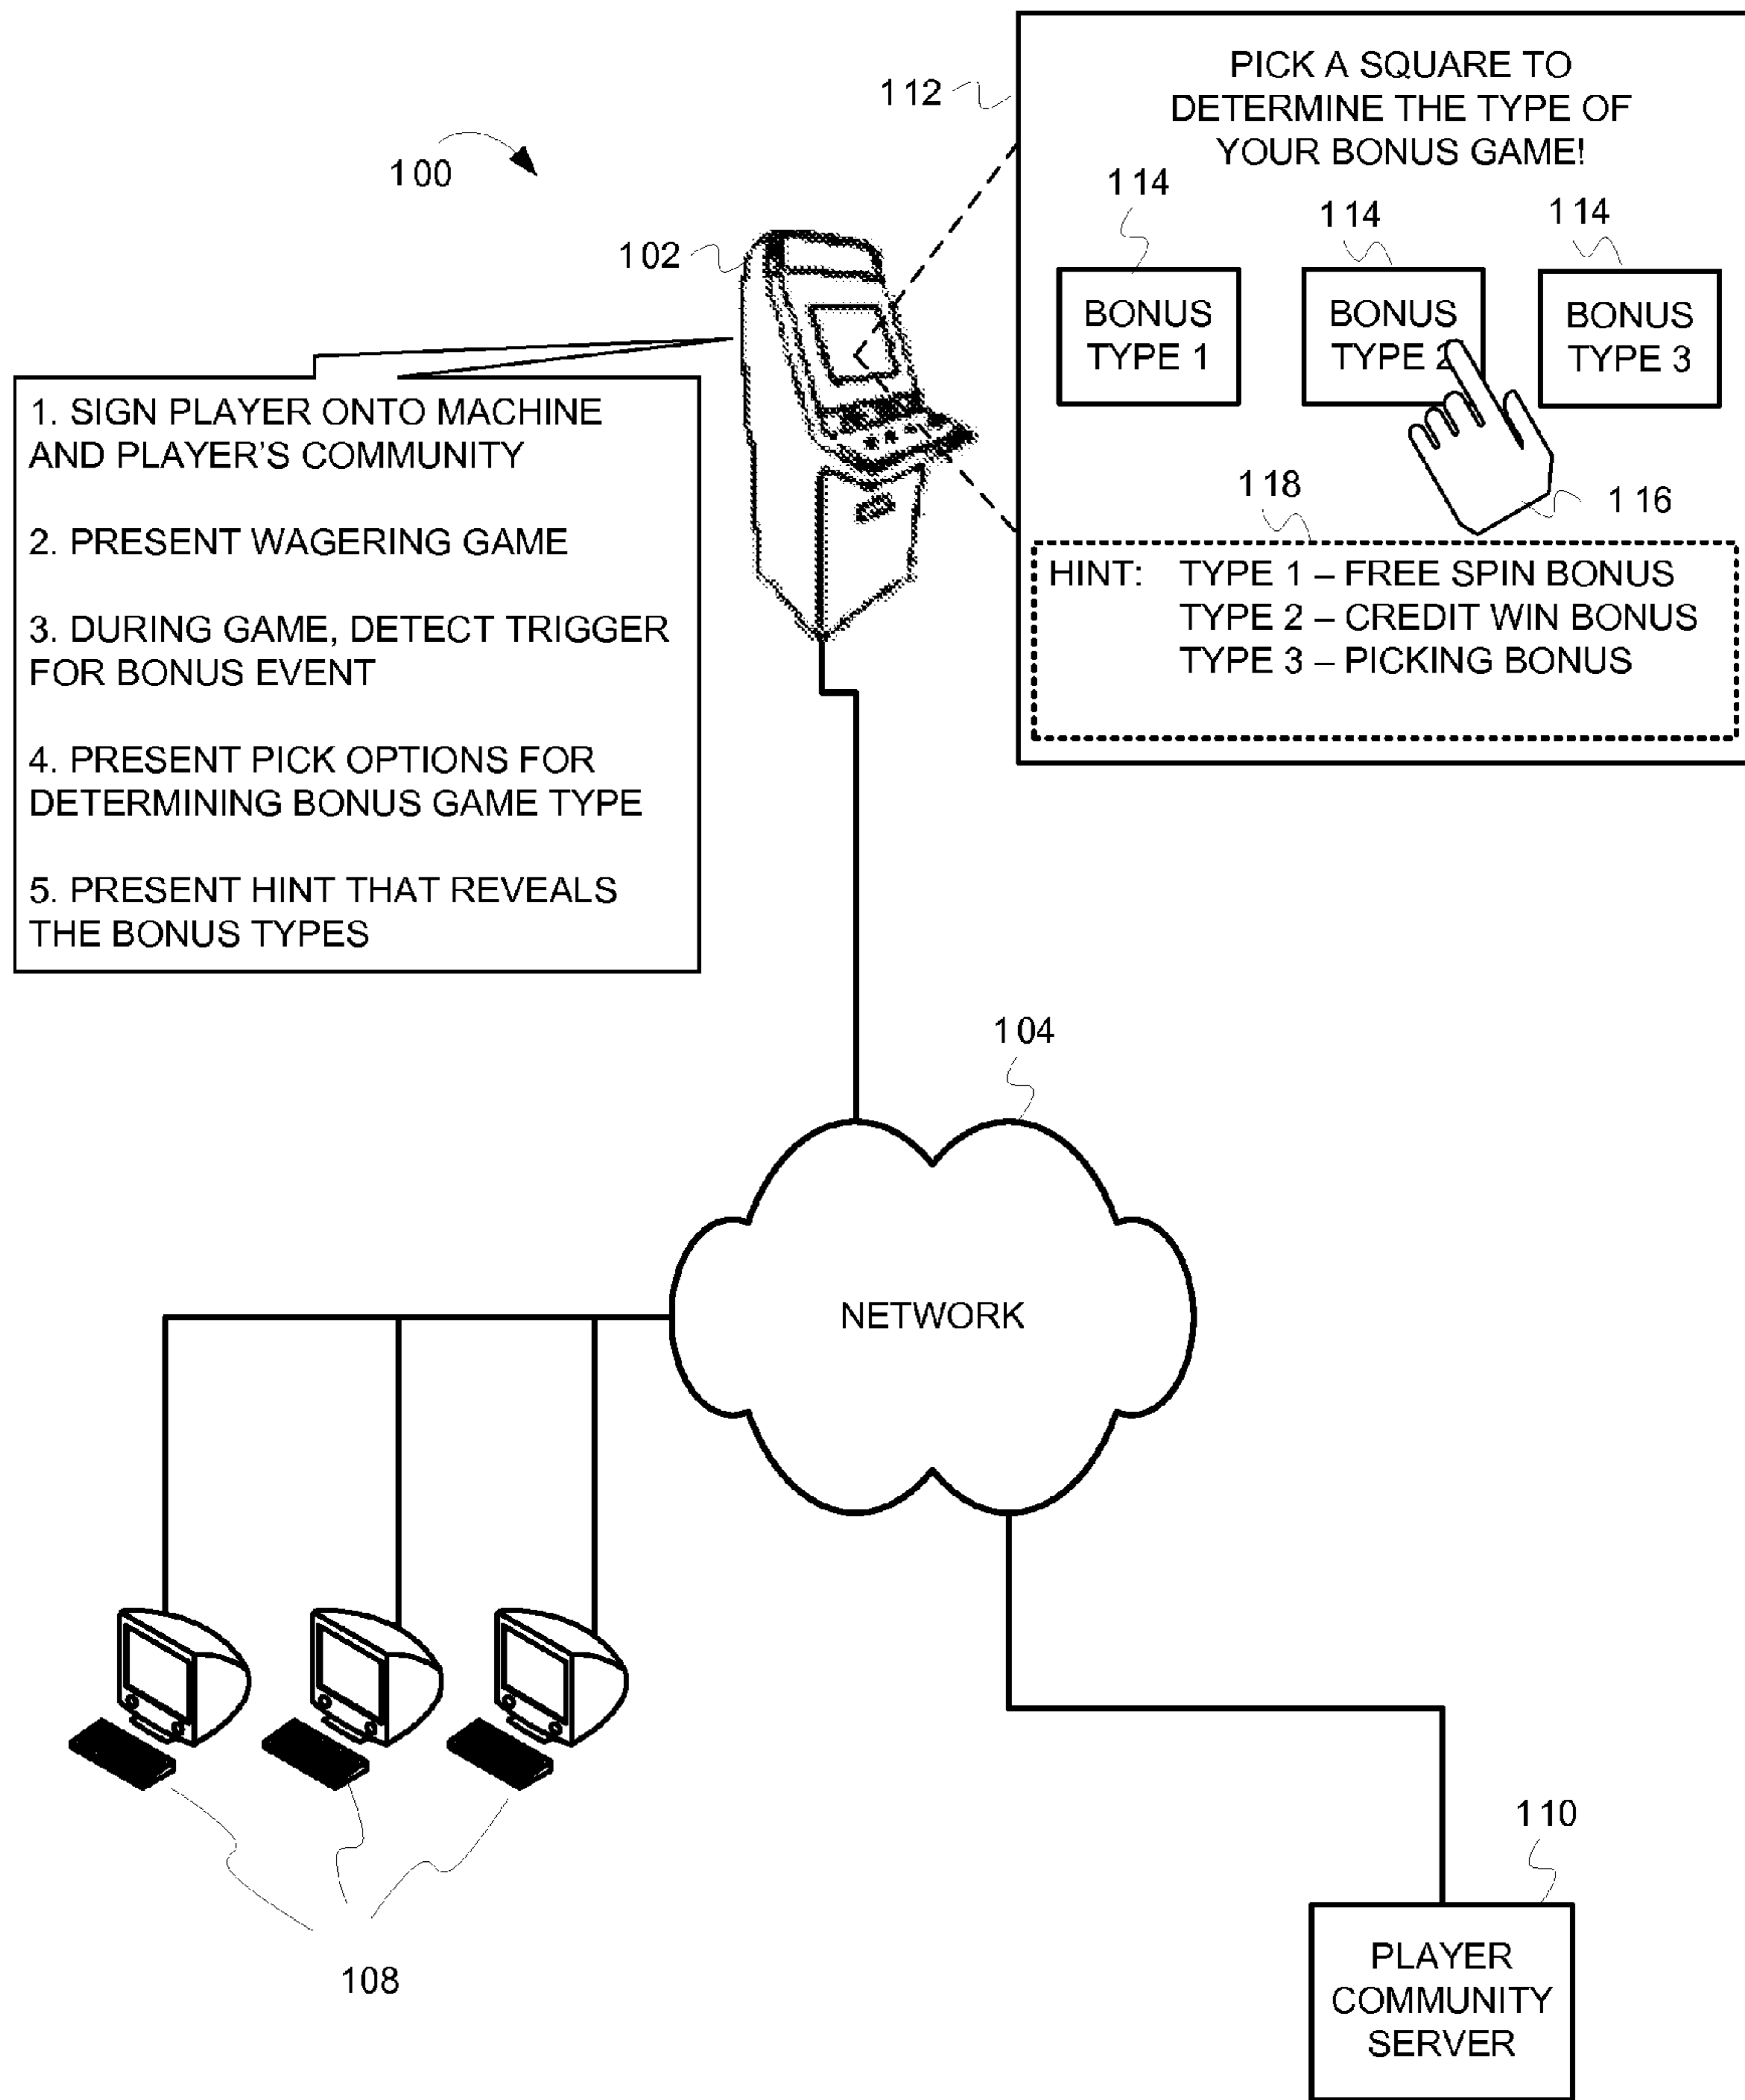 100
102
112
PICK A SQUARE TO
DETERMINE THE TYPE OF
YOUR BONUS GAME!
114
114
114
BONUS
TYPE 1
BONUS
TYPE 2
BONUS
TYPE 3
116
118
HINT: TYPE 1 – FREE SPIN BONUS
TYPE 2 – CREDIT WIN BONUS
TYPE 3 – PICKING BONUS
1. SIGN PLAYER ONTO MACHINE
AND PLAYER'S COMMUNITY
2. PRESENT WAGERING GAME
3. DURING GAME, DETECT TRIGGER
FOR BONUS EVENT
4. PRESENT PICK OPTIONS FOR
DETERMINING BONUS GAME TYPE
5. PRESENT HINT THAT REVEALS
THE BONUS TYPES
104
NETWORK
108
110
PLAYER
COMMUNITY
SERVER